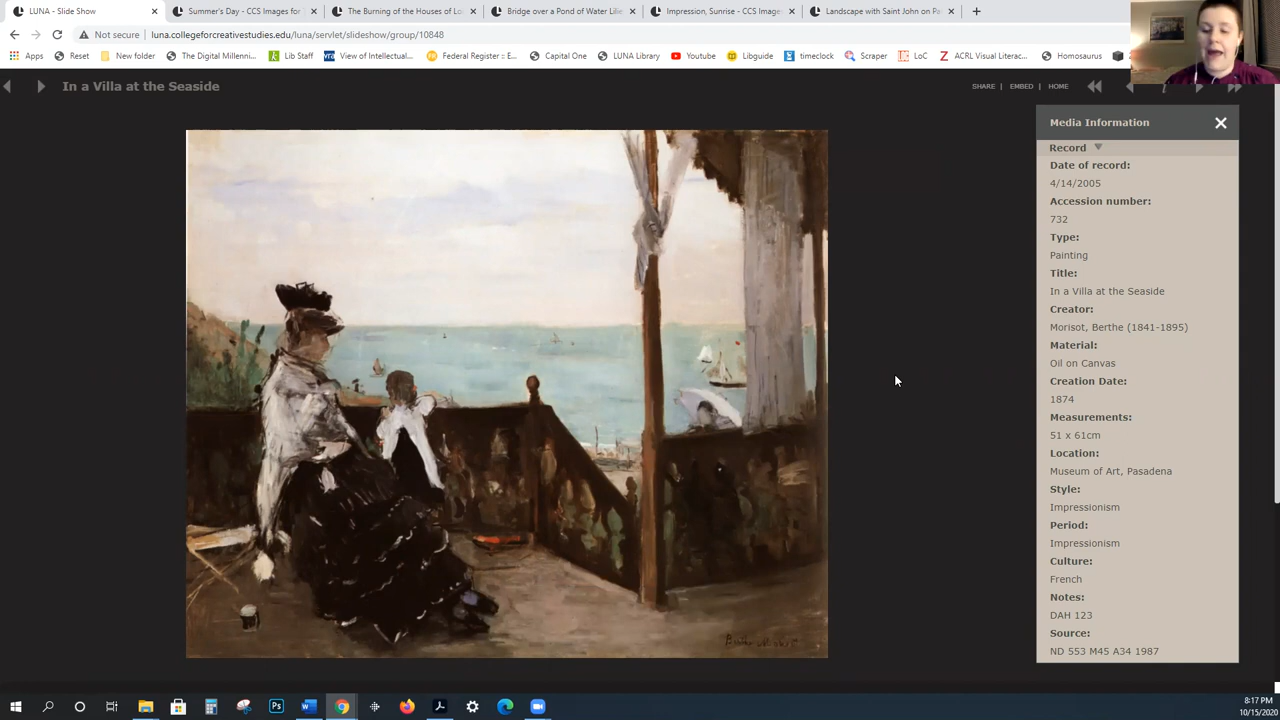 LUNA - Slide Show
Summer's Day - CCS Images for
The Burning of the Houses of Lo
Bridge over a Pond of Water Lilie
Impression, Sunrise - CCS Images
Landscape with Saint John on Pa
Not secure | luna.collegeforcreativestudies.edu/luna/servlet/slideshow/group/10848
Apps
Reset
New folder
The Digital Millenni...
Lib Staff
View of Intellectual...
Federal Register :: E...
Capital One
LUNA Library
Youtube
Libguide
timeclock
Scraper
LoC
ACRL Visual Literac...
Homosaurus
In a Villa at the Seaside
SHARE | EMBED | HOME
Media Information
Record
Date of record:
4/14/2005
Accession number:
732
Type:
Painting
Title:
In a Villa at the Seaside
Creator:
Morisot, Berthe (1841-1895)
Material:
Oil on Canvas
Creation Date:
1874
Measurements:
51 x 61cm
Location:
Museum of Art, Pasadena
Style:
Impressionism
Period:
Impressionism
Culture:
French
Notes:
DAH 123
Source:
ND 553 M45 A34 1987
8:17 PM
10/15/2020